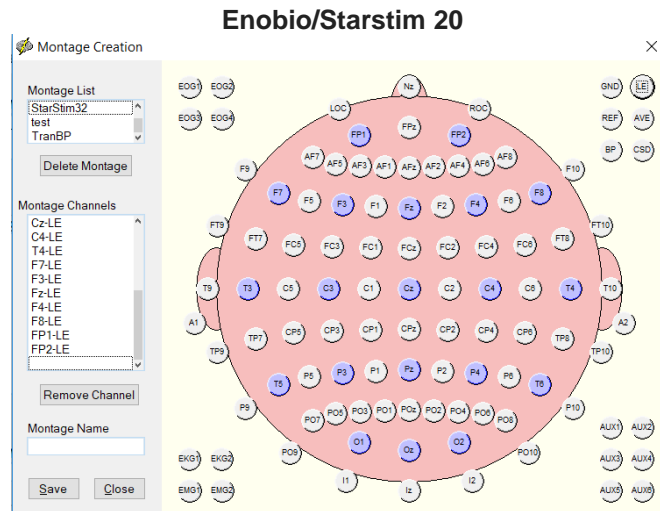 Enobio/Starstim 20
Montage Creation
Montage List
StarStim32
test
TranBP
Delete Montage
Montage Channels
Cz-LE
C4-LE
T4-LE
F7-LE
F3-LE
Fz-LE
F4-LE
F8-LE
FP1-LE
FP2-LE
Remove Channel
Montage Name
Save Close
EOG1 EOG2 Nz GND LE
EOG3 EOG4 LOC ROC REF AVE
FP1 FPz FP2
BP CSD
F9 AF7 AF5 AF3 AF1 AFz AF2 AF4 AF6 AF8 F10
F7 F5 F3 F1 Fz F2 F4 F6 F8
FT9 FT7 FC5 FC3 FC1 FCz FC2 FC4 FC6 FT8 FT10
T9 T3 C5 C3 C1 Cz C2 C4 C6 T4 T10
A1 A2
TP9 TP7 CP5 CP3 CP1 CPz CP2 CP4 CP6 TP8 TP10
T5 P5 P3 P1 Pz P2 P4 P6 T6
P9 PO7 PO5 PO3 PO1 POz PO2 PO4 PO6 PO8 P10
AUX1 AUX2
O1 Oz O2
EKG1 EKG2 PO9 PO10 AUX3 AUX4
EMG1 EMG2 I1 Iz I2 AUX5 AUX6